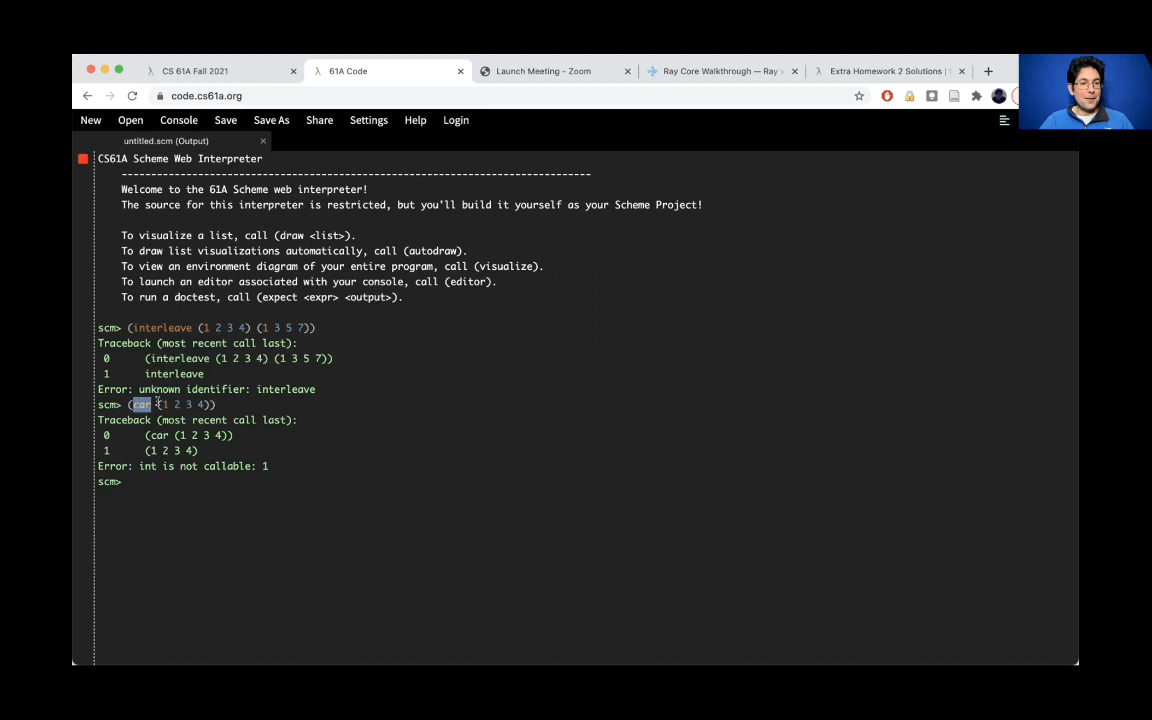 CS 61A Fall 2021
61A Code
Launch Meeting - Zoom
Ray Core Walkthrough — Ray
Extra Homework 2 Solutions |
code.cs61a.org
New Open Console Save Save As Share Settings Help Login
untitled.scm (Output)
CS61A Scheme Web Interpreter
--------------------------------------------------------------------------------
Welcome to the 61A Scheme web interpreter!
The source for this interpreter is restricted, but you'll build it yourself as your Scheme Project!
To visualize a list, call (draw <list>).
To draw list visualizations automatically, call (autodraw).
To view an environment diagram of your entire program, call (visualize).
To launch an editor associated with your console, call (editor).
To run a doctest, call (expect <expr> <output>).
scm> (interleave (1 2 3 4) (1 3 5 7))
Traceback (most recent call last):
0 (interleave (1 2 3 4) (1 3 5 7))
1 interleave
Error: unknown identifier: interleave
scm> (car (1 2 3 4))
Traceback (most recent call last):
0 (car (1 2 3 4))
1 (1 2 3 4)
Error: int is not callable: 1
scm>